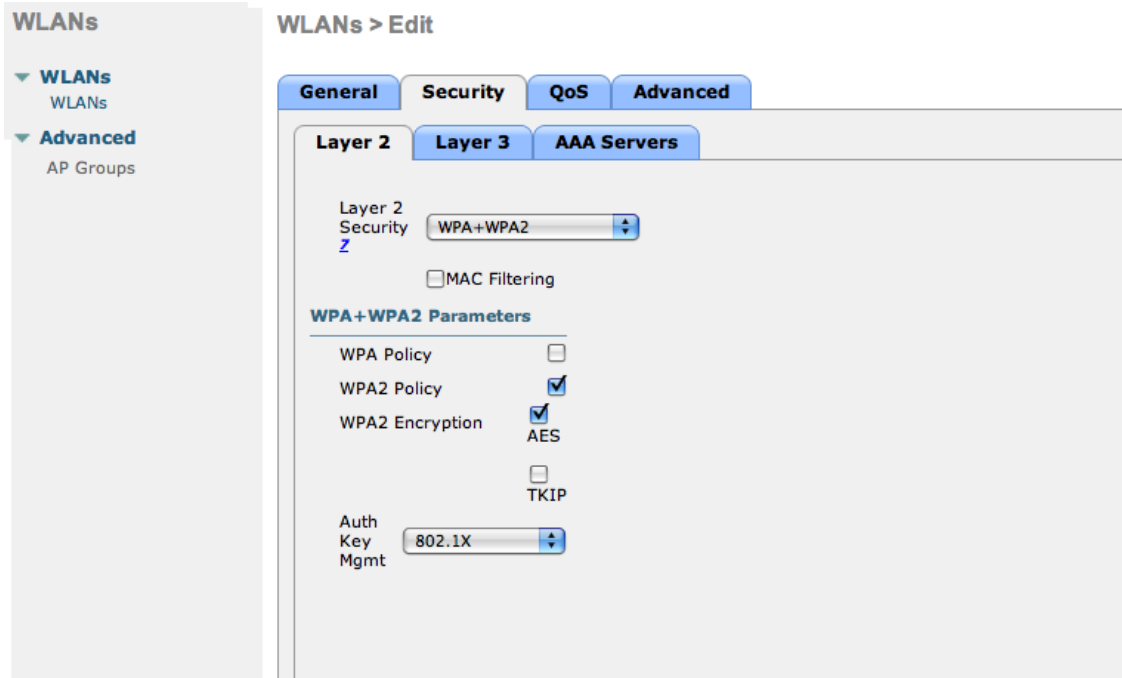 WLANs
WLANs
WLANs
Advanced
AP Groups
WLANs > Edit
General Security QoS Advanced
Layer 2 Layer 3 AAA Servers
Layer 2
Security
7
WPA+WPA2
MAC Filtering
WPA+WPA2 Parameters
WPA Policy
WPA2 Policy
WPA2 Encryption
AES
TKIP
Auth
Key
Mgmt
802.1X